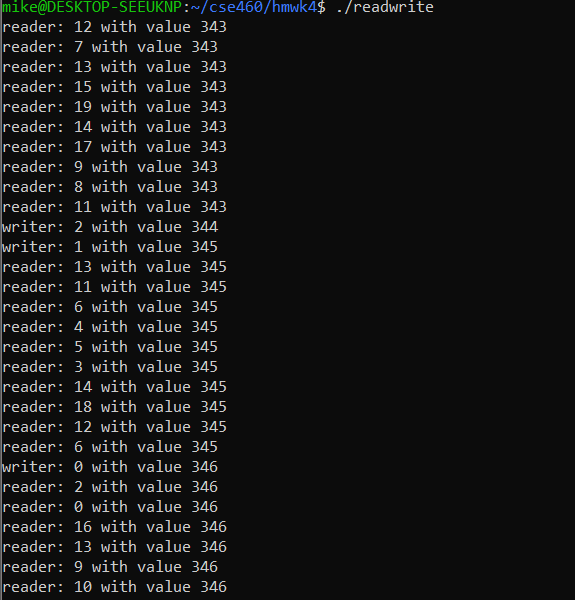 mike@DESKTOP-SEEUKNP:~/cse460/hmwk4$ ./readwrite
reader: 12 with value 343
reader: 7 with value 343
reader: 13 with value 343
reader: 15 with value 343
reader: 19 with value 343
reader: 14 with value 343
reader: 17 with value 343
reader: 9 with value 343
reader: 8 with value 343
reader: 11 with value 343
writer: 2 with value 344
writer: 1 with value 345
reader: 13 with value 345
reader: 11 with value 345
reader: 6 with value 345
reader: 4 with value 345
reader: 5 with value 345
reader: 3 with value 345
reader: 14 with value 345
reader: 18 with value 345
reader: 12 with value 345
reader: 6 with value 345
writer: 0 with value 346
reader: 2 with value 346
reader: 0 with value 346
reader: 16 with value 346
reader: 13 with value 346
reader: 9 with value 346
reader: 10 with value 346